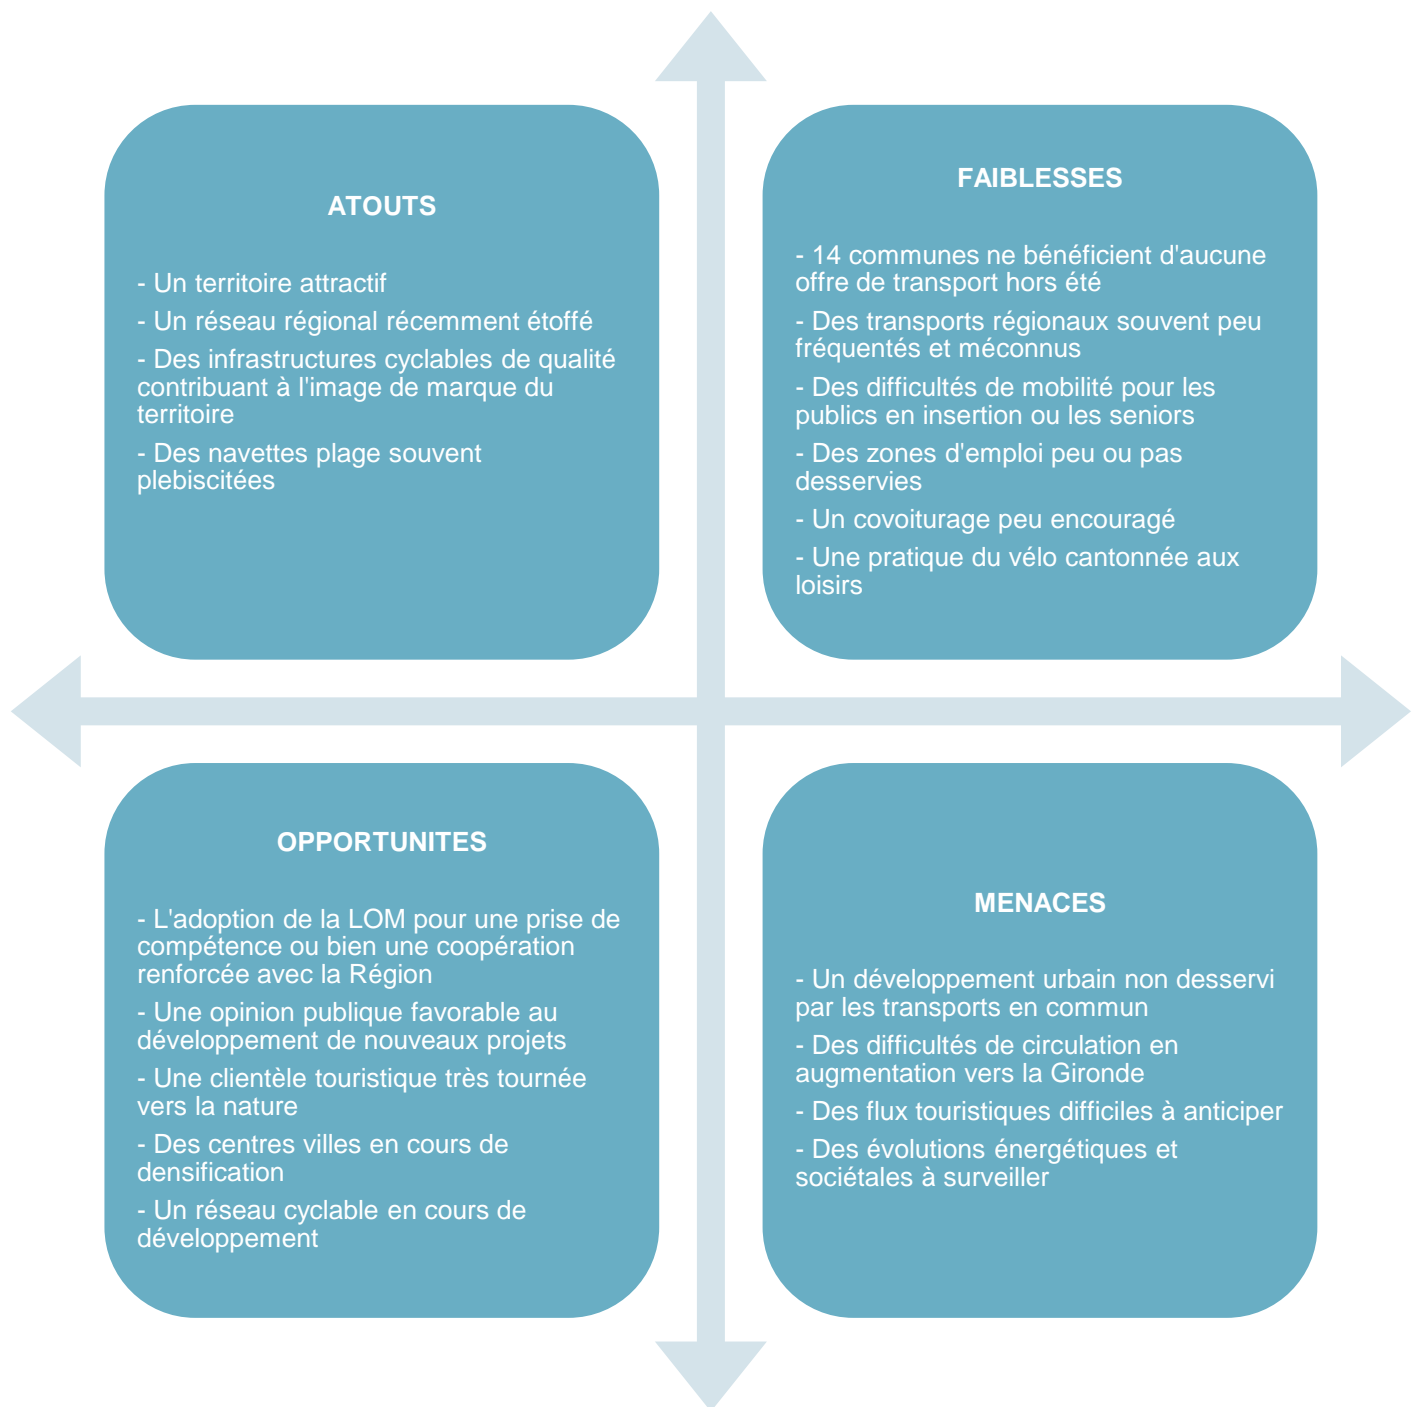 ATOUTS
- Un territoire attractif
- Un réseau régional récemment étoffé
- Des infrastructures cyclables de qualité
contribuant à l'image de marque du
territoire
- Des navettes plage souvent
plebiscitées
FAIBLESSES
- 14 communes ne bénéficient d'aucune
offre de transport hors été
- Des transports régionaux souvent peu
fréquentés et méconnus
- Des difficultés de mobilité pour les
publics en insertion ou les seniors
- Des zones d'emploi peu ou pas
desservies
- Un covoiturage peu encouragé
- Une pratique du vélo cantonnée aux
loisirs
OPPORTUNITES
- L'adoption de la LOM pour une prise de
compétence ou bien une coopération
renforcée avec la Région
- Une opinion publique favorable au
développement de nouveaux projets
- Une clientèle touristique très tournée
vers la nature
- Des centres villes en cours de
densification
- Un réseau cyclable en cours de
développement
MENACES
- Un développement urbain non desservi
par les transports en commun
- Des difficultés de circulation en
augmentation vers la Gironde
- Des flux touristiques difficiles à anticiper
- Des évolutions énergétiques et
sociétales à surveiller